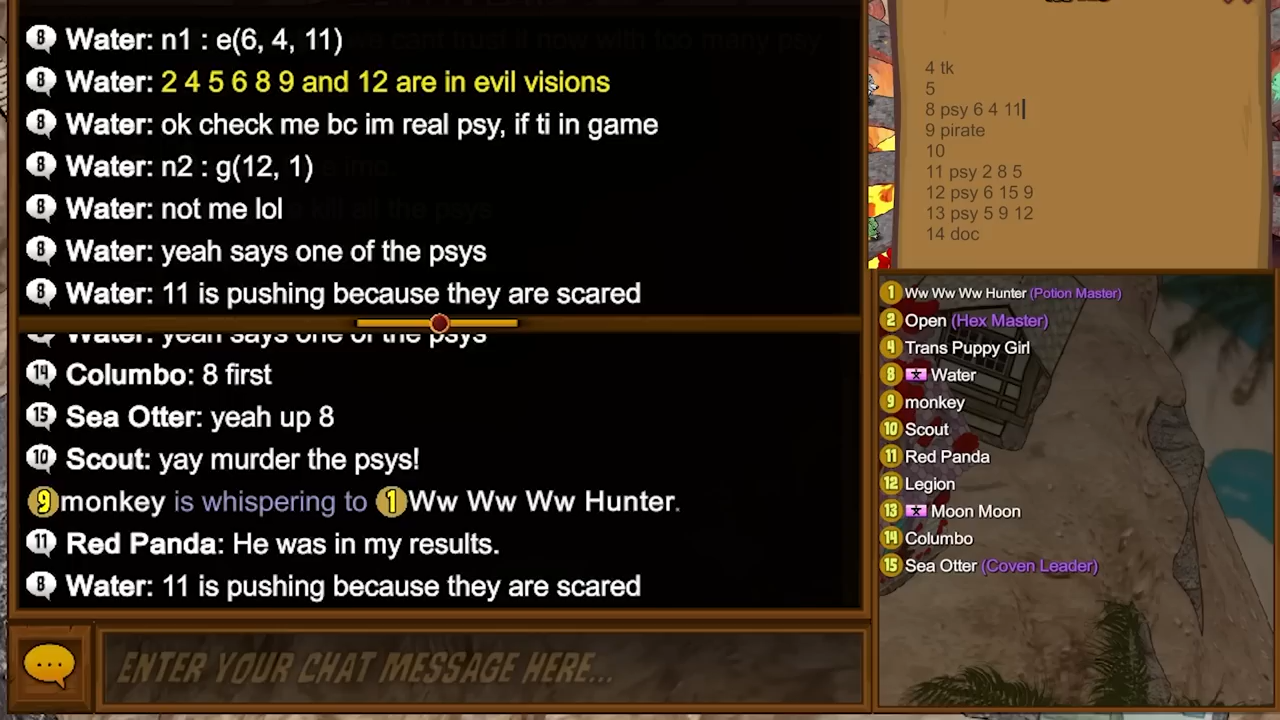 8 Water: n1 : e(6, 4, 11)
8 Water: 2 4 5 6 8 9 and 12 are in evil visions
8 Water: ok check me bc im real psy, if ti in game
8 Water: n2 : g(12, 1)
8 Water: not me lol
8 Water: yeah says one of the psys
8 Water: 11 is pushing because they are scared
Water: yeah says one of the psys
14 Columbo: 8 first
15 Sea Otter: yeah up 8
10 Scout: yay murder the psys!
9 monkey is whispering to 1 Ww Ww Ww Hunter.
11 Red Panda: He was in my results.
8 Water: 11 is pushing because they are scared
ENTER YOUR CHAT MESSAGE HERE...
4 tk
5
8 psy 6 4 11
9 pirate
10
11 psy 2 8 5
12 psy 6 15 9
13 psy 5 9 12
14 doc
1 Ww Ww Ww Hunter (Potion Master)
2 Open (Hex Master)
4 Trans Puppy Girl
8 Water
9 monkey
10 Scout
11 Red Panda
12 Legion
13 Moon Moon
14 Columbo
15 Sea Otter (Coven Leader)